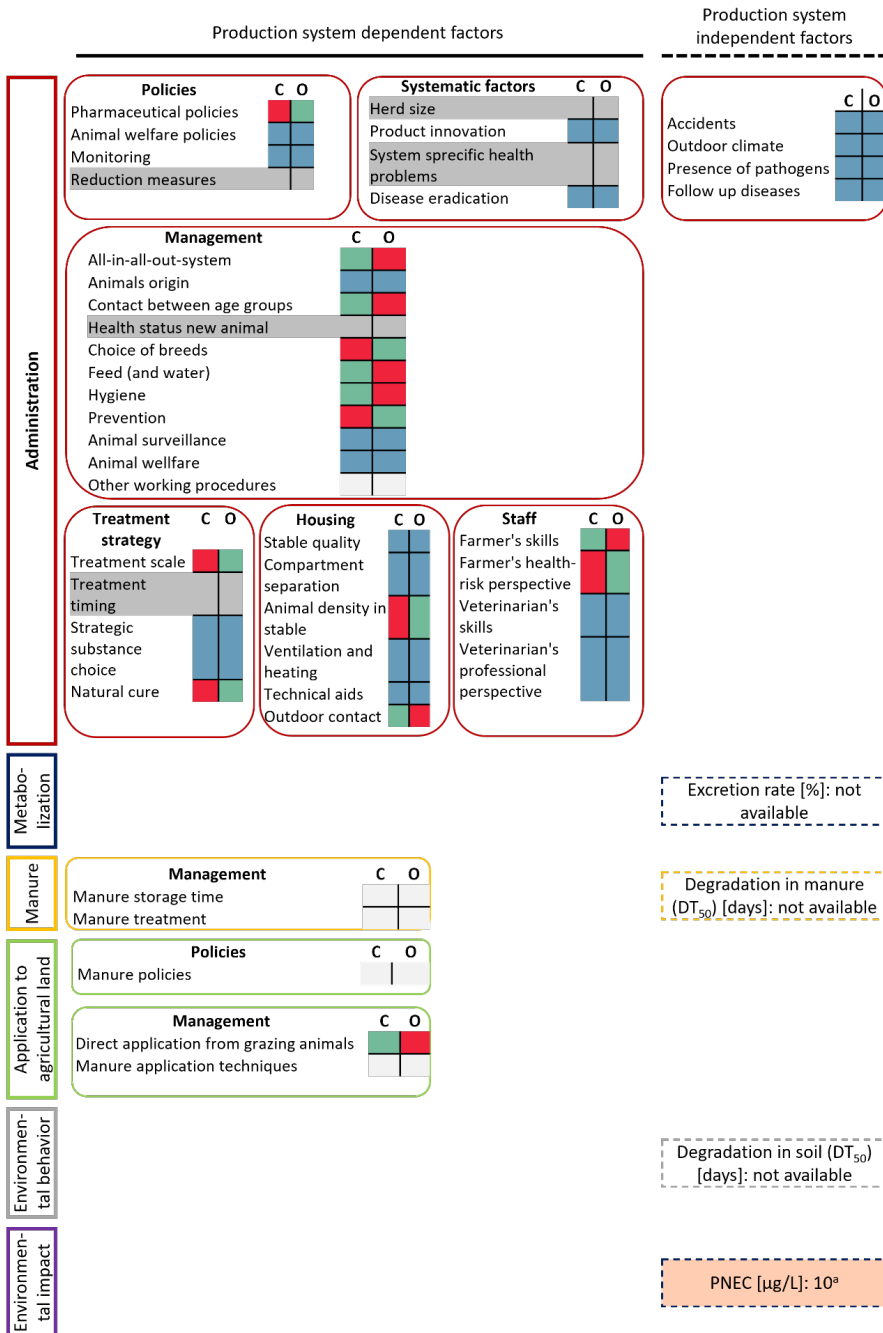 Production system dependent factors
Production system
independent factors
Administration
Policies
C O
Pharmaceutical policies
Animal welfare policies
Monitoring
Reduction measures
Systematic factors
C O
Herd size
Product innovation
System sprecific health
problems
Disease eradication
C O
Accidents
Outdoor climate
Presence of pathogens
Follow up diseases
Management
C O
All-in-all-out-system
Animals origin
Contact between age groups
Health status new animal
Choice of breeds
Feed (and water)
Hygiene
Prevention
Animal surveillance
Animal wellfare
Other working procedures
Treatment
strategy
C O
Treatment scale
Treatment
timing
Strategic
substance
choice
Natural cure
Housing
C O
Stable quality
Compartment
separation
Animal density in
stable
Ventilation and
heating
Technical aids
Outdoor contact
Staff
C O
Farmer's skills
Farmer's health-
risk perspective
Veterinarian's
skills
Veterinarian's
professional
perspective
Metabo-
lization
Excretion rate [%]: not
available
Manure
Management
C O
Manure storage time
Manure treatment
Degradation in manure
(DT₅₀) [days]: not available
Application to
agricultural land
Policies
C O
Manure policies
Management
C O
Direct application from grazing animals
Manure application techniques
Environmen-
tal behavior
Degradation in soil (DT₅₀)
[days]: not available
Environmen-
tal impact
PNEC [µg/L]: 10ᵃ